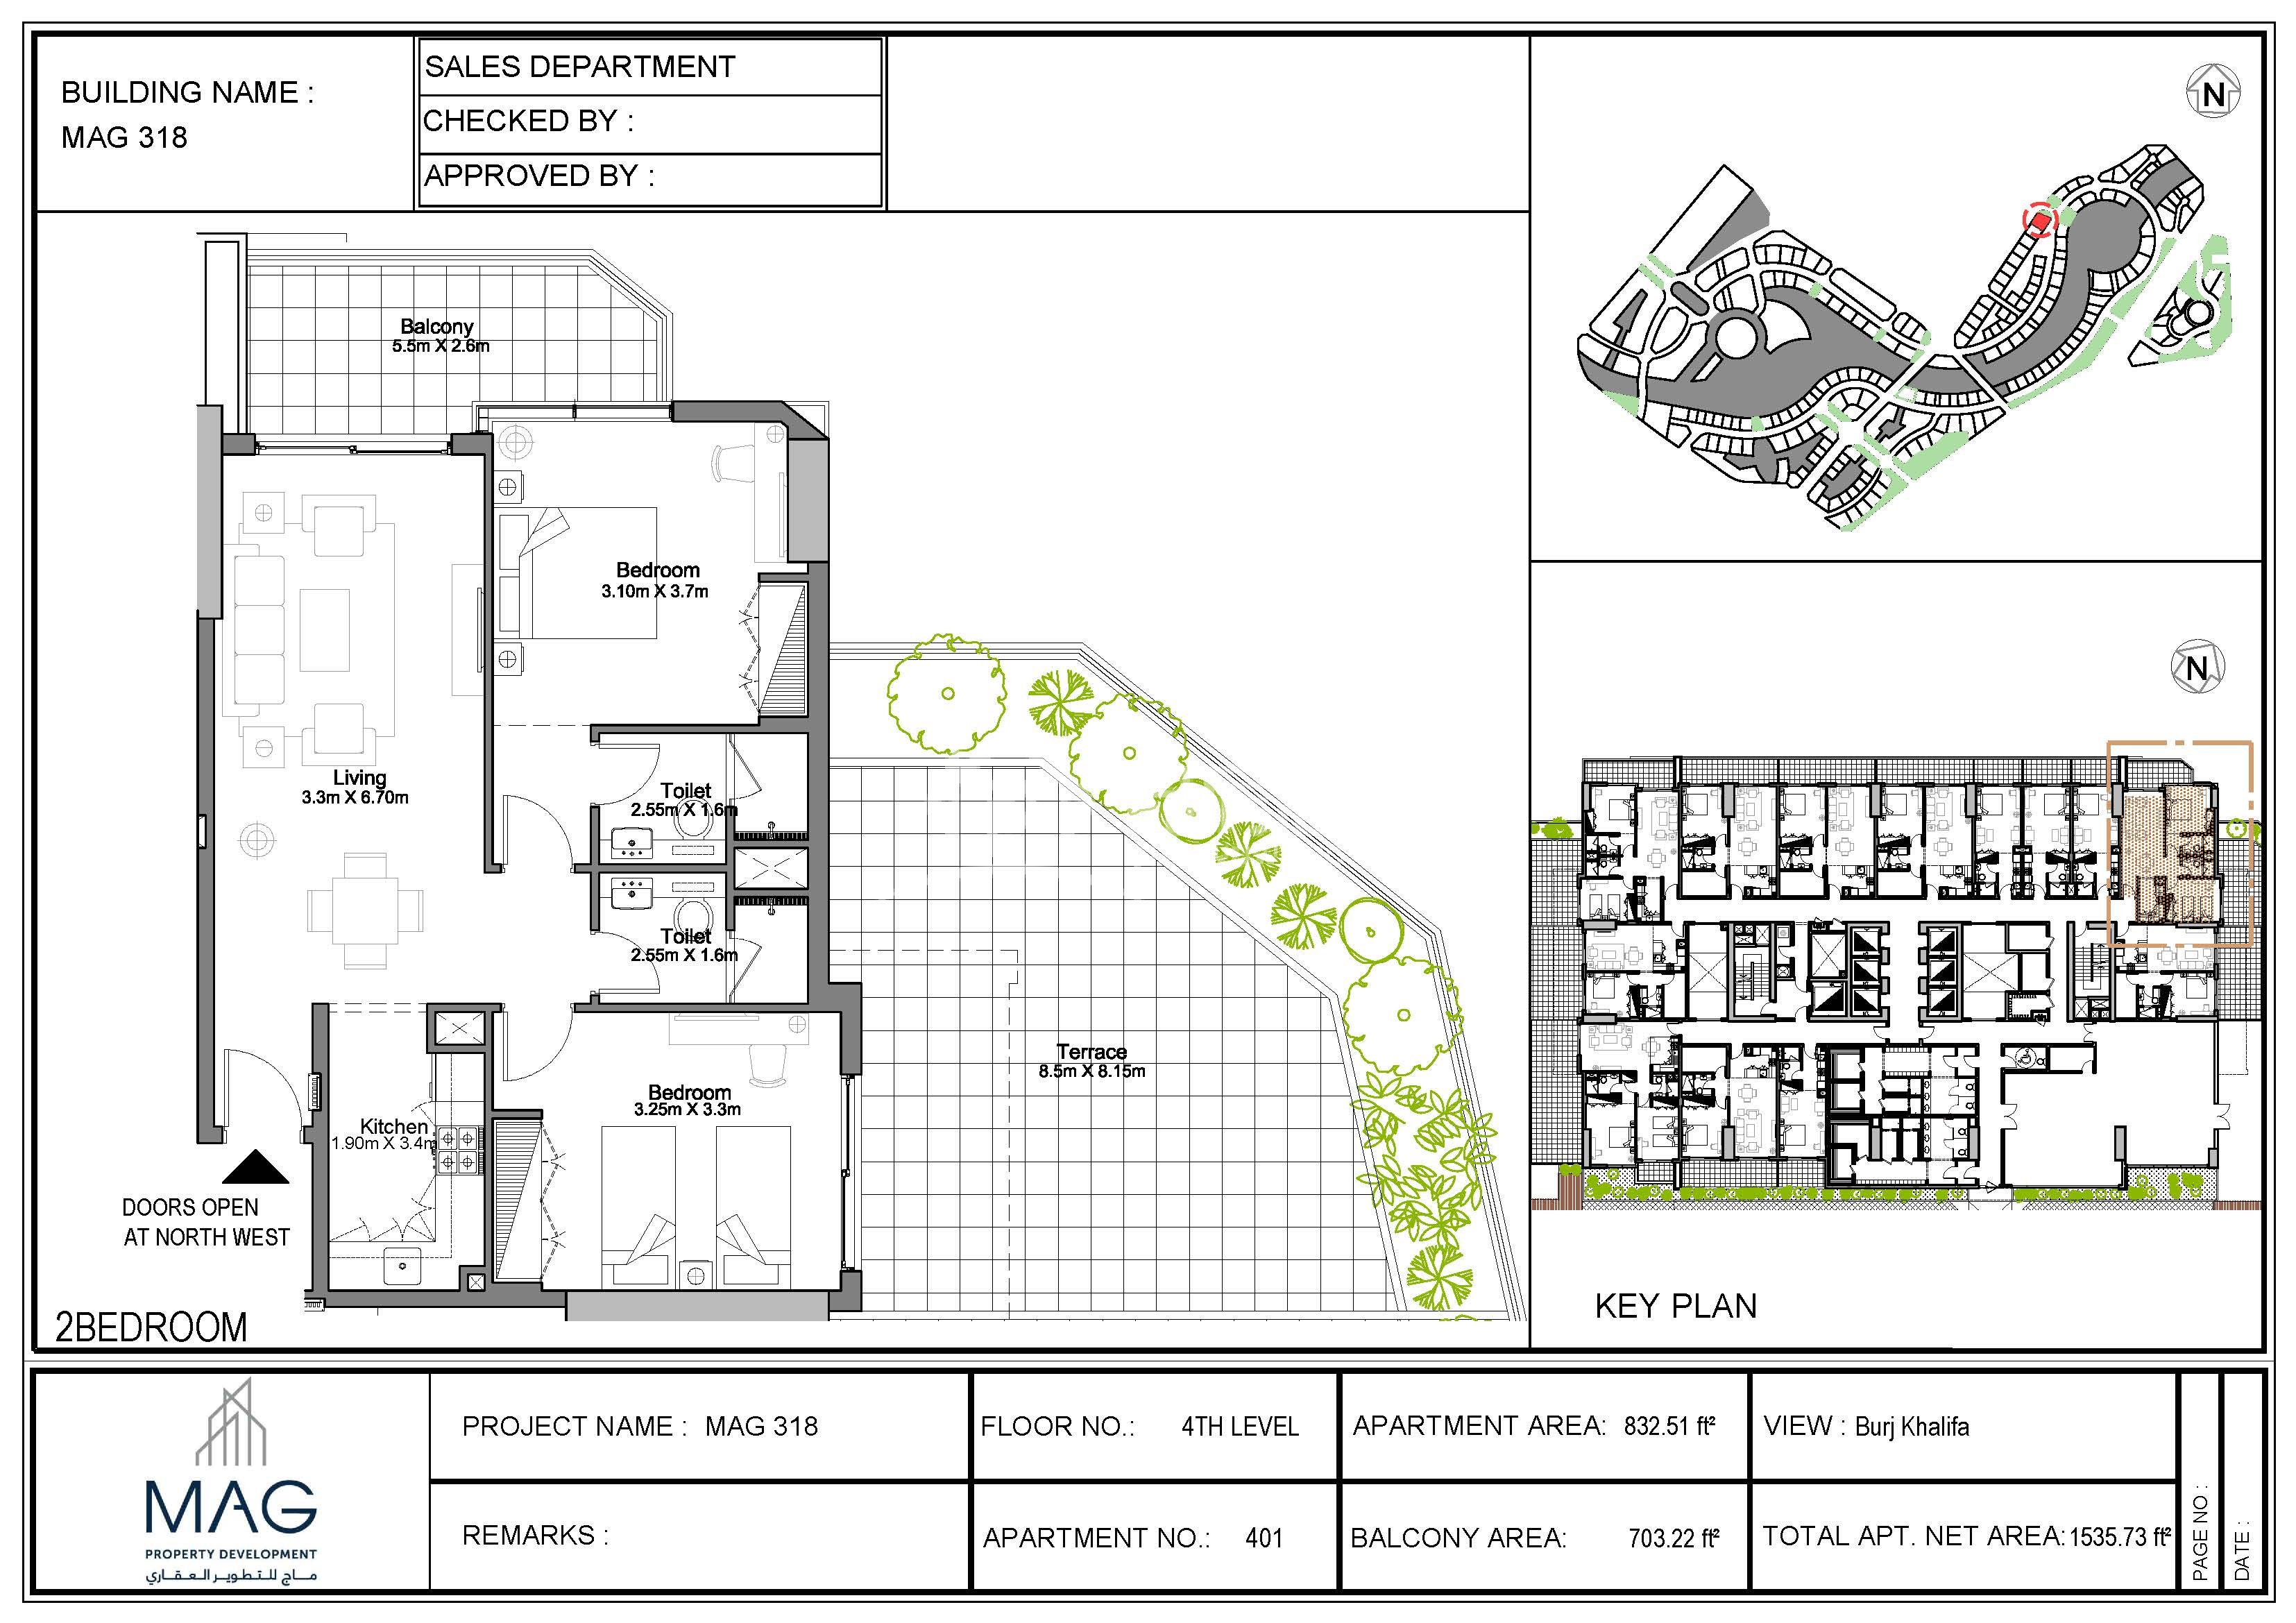 BUILDING NAME :
MAG 318
SALES DEPARTMENT
CHECKED BY :
APPROVED BY :
N
Balcony
5.5m X 2.6m
Bedroom
3.10m X 3.7m
Living
3.3m X 6.70m
Toilet
2.55m X 1.6m
Toilet
2.55m X 1.6m
Terrace
8.5m X 8.15m
Bedroom
3.25m X 3.3m
Kitchen
1.90m X 3.4m
DOORS OPEN
AT NORTH WEST
2BEDROOM
N
KEY PLAN
MAG
PROPERTY DEVELOPMENT
مـاج للـتـطويـر الـعـقـاري
PROJECT NAME : MAG 318
FLOOR NO.: 4TH LEVEL
APARTMENT AREA: 832.51 ft²
VIEW : Burj Khalifa
REMARKS :
APARTMENT NO.: 401
BALCONY AREA: 703.22 ft²
TOTAL APT. NET AREA: 1535.73 ft²
PAGE NO :
DATE :